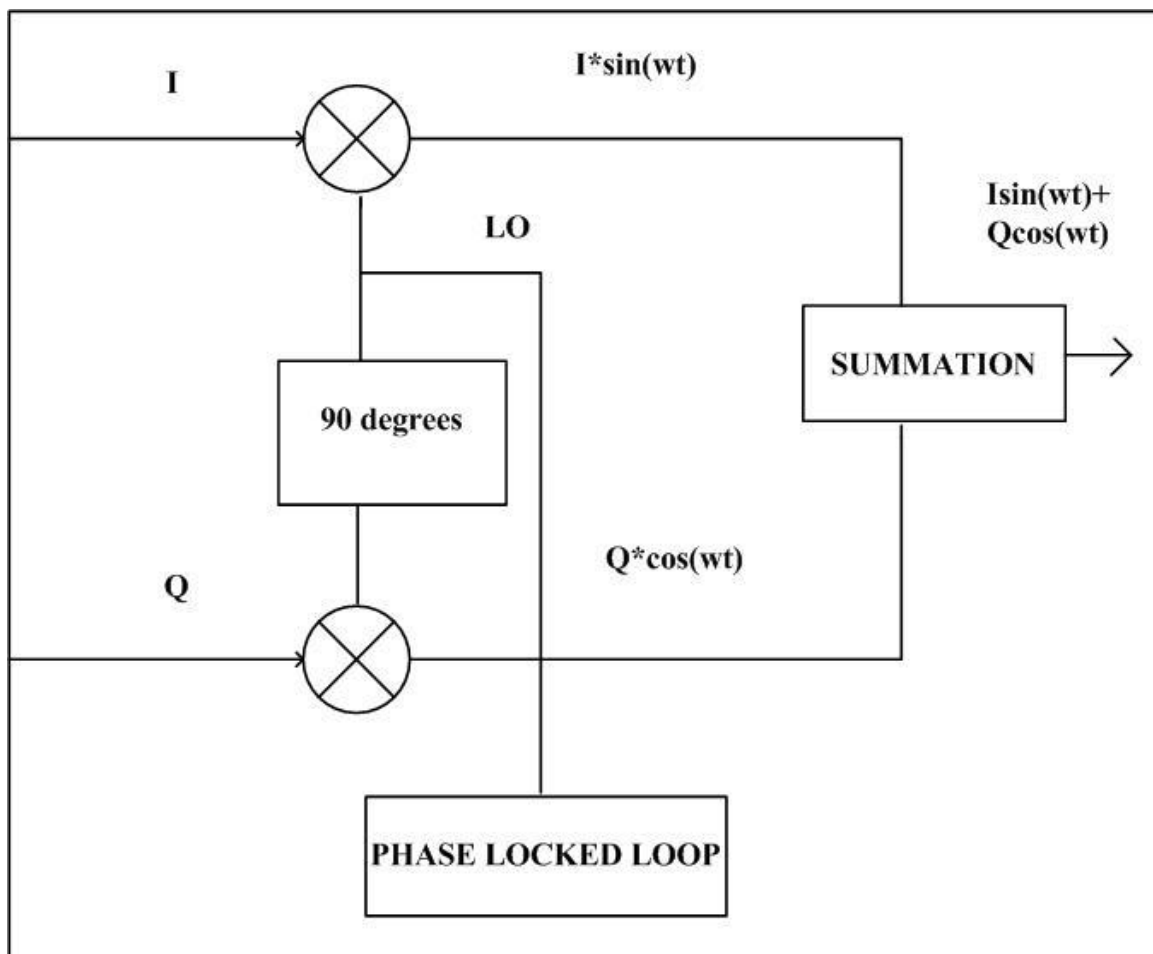 I
I*sin(wt)
LO
Isin(wt)+
Qcos(wt)
SUMMATION
90 degrees
Q*cos(wt)
Q
PHASE LOCKED LOOP